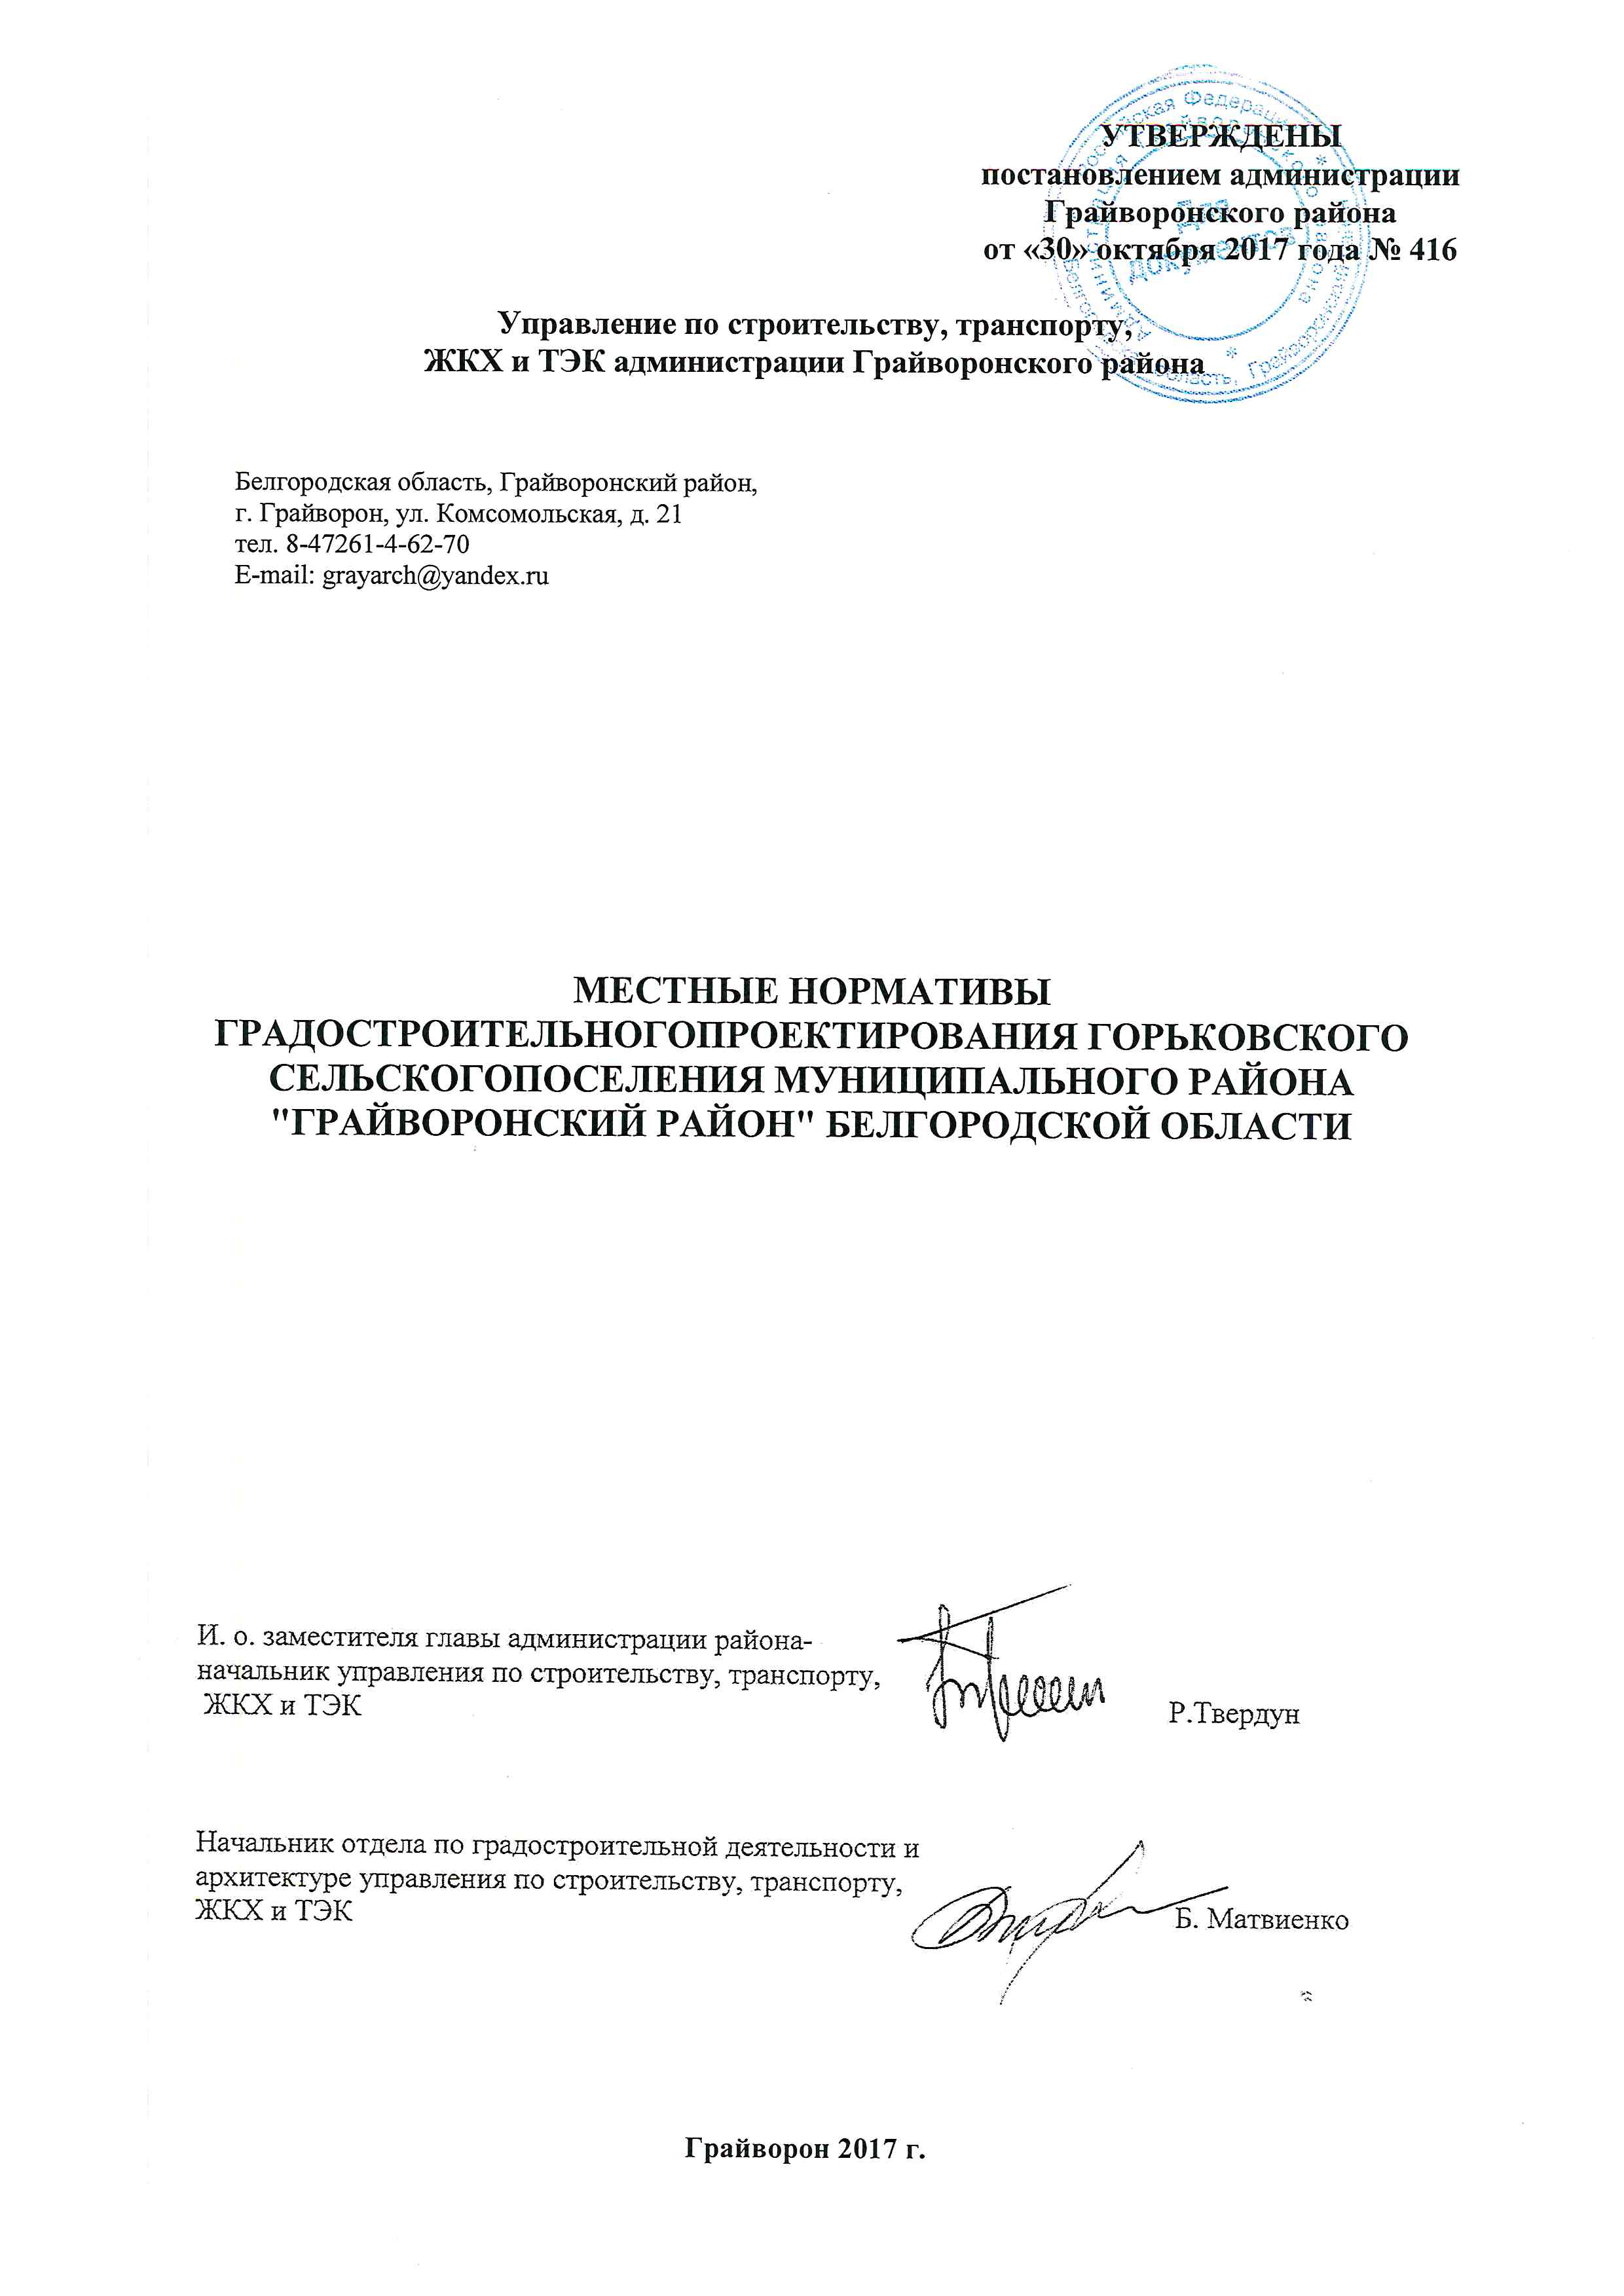 УТВЕРЖДЕНЫ
постановлением администрации
Грайворонского района
от «30» октября 2017 года № 416
Управление по строительству, транспорту,
ЖКХ и ТЭК администрации Грайворонского района
Белгородская область, Грайворонский район,
г. Грайворон, ул. Комсомольская, д. 21
тел. 8-47261-4-62-70
E-mail: grayarch@yandex.ru
МЕСТНЫЕ НОРМАТИВЫ
ГРАДОСТРОИТЕЛЬНОГОПРОЕКТИРОВАНИЯ ГОРЬКОВСКОГО
СЕЛЬСКОГОПОСЕЛЕНИЯ МУНИЦИПАЛЬНОГО РАЙОНА
"ГРАЙВОРОНСКИЙ РАЙОН" БЕЛГОРОДСКОЙ ОБЛАСТИ
И. о. заместителя главы администрации района-
начальник управления по строительству, транспорту,
ЖКХ и ТЭК
Р.Твердун
Начальник отдела по градостроительной деятельности и
архитектуре управления по строительству, транспорту,
ЖКХ и ТЭК
Б. Матвиенко
Грайворон 2017 г.
Для
документов